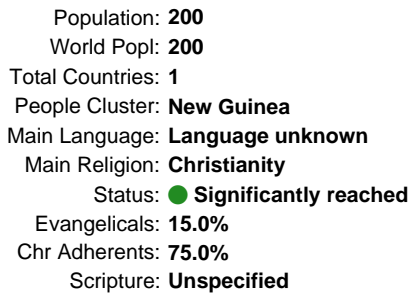 Population: 200
World Popl: 200
Total Countries: 1
People Cluster: New Guinea
Main Language: Language unknown
Main Religion: Christianity
Status: Significantly reached
Evangelicals: 15.0%
Chr Adherents: 75.0%
Scripture: Unspecified